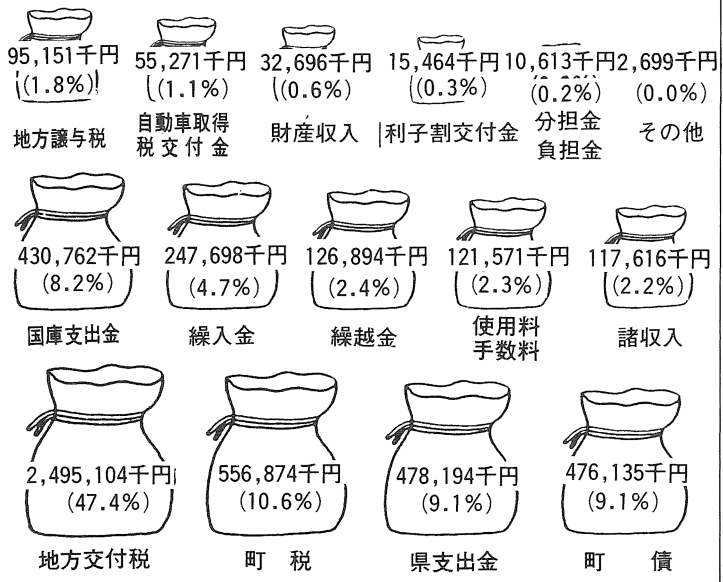 95,151千円 55,271千円 32,696千円 15,464千円 10,613千円 2,699千円
(1.8%) (1.1%) (0.6%) (0.3%) (0.2%) (0.0%)
地方譲与税 自動車取得税交付金 財産収入 利子割交付金 分担金負担金 その他
430,762千円 247,698千円 126,894千円 121,571千円 117,616千円
(8.2%) (4.7%) (2.4%) (2.3%) (2.2%)
国庫支出金 繰入金 繰越金 使用料手数料 諸収入
2,495,104千円 556,874千円 478,194千円 476,135千円
(47.4%) (10.6%) (9.1%) (9.1%)
地方交付税 町税 県支出金 町債